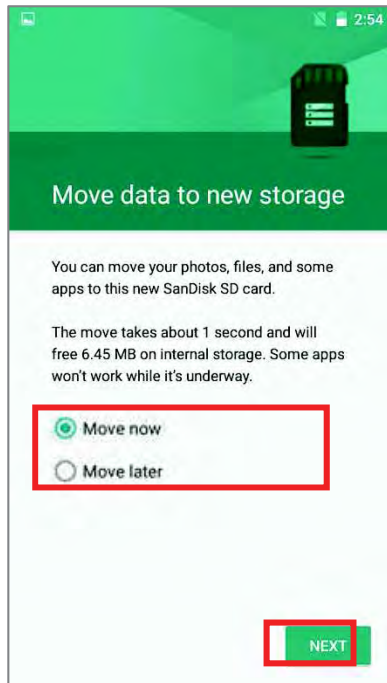 2:54
Move data to new storage
You can move your photos, files, and some
apps to this new SanDisk SD card.
The move takes about 1 second and will
free 6.45 MB on internal storage. Some apps
won't work while it's underway.
Move now
Move later
NEXT